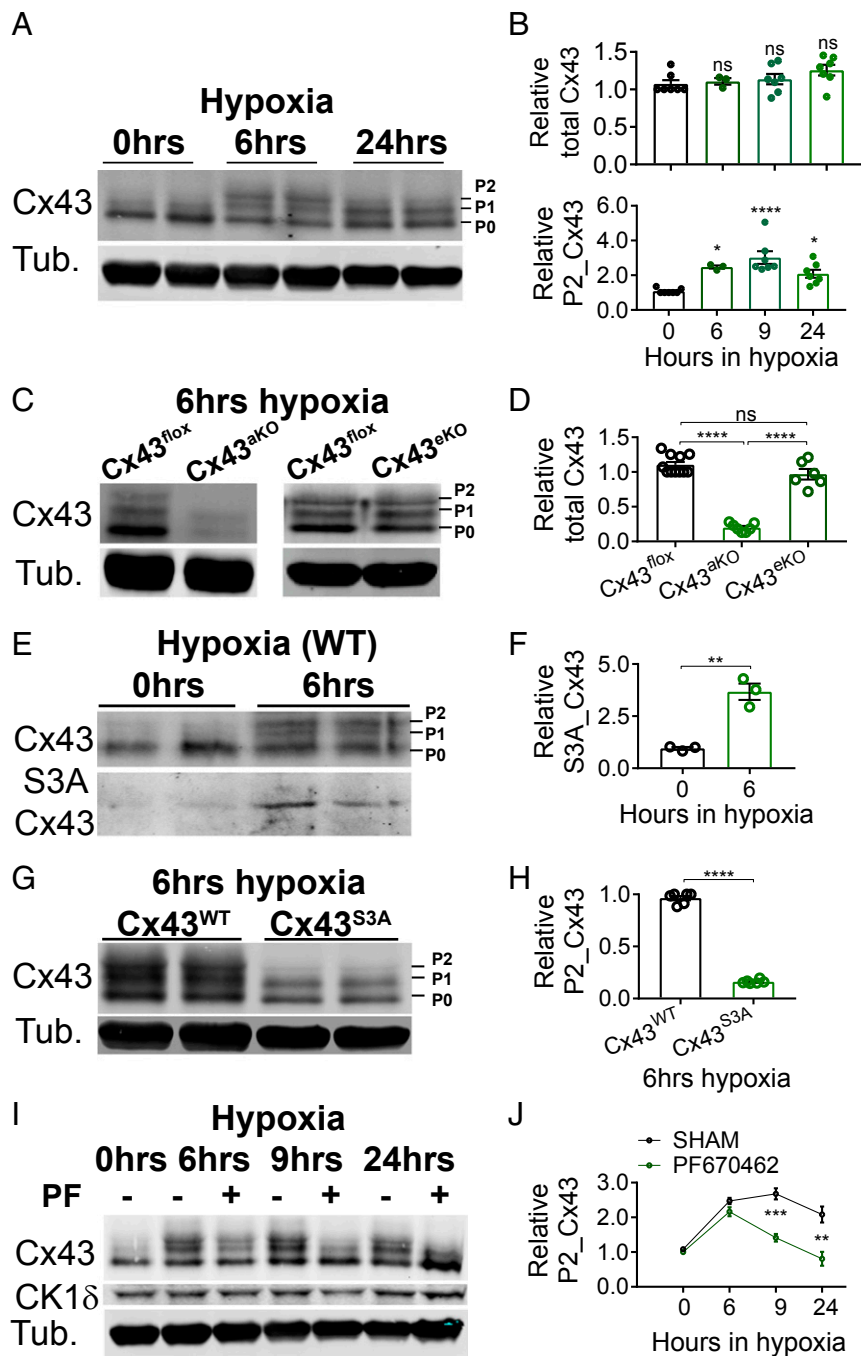 A
Hypoxia
0hrs 6hrs 24hrs
Cx43
P2
P1
P0
Tub.
B
Relative total Cx43
1.5
1.0
0.5
0.0
ns
ns
ns
Relative P2_Cx43
6.0
4.0
2.0
0.0
*
****
*
0 6 9 24
Hours in hypoxia
C
6hrs hypoxia
Cx43flox Cx43aKO Cx43flox Cx43eKO
Cx43
P2
P1
P0
Tub.
D
Relative total Cx43
1.5
1.0
0.5
0
ns
**** ****
Cx43flox Cx43aKO Cx43eKO
E
Hypoxia (WT)
0hrs 6hrs
Cx43
P2
P1
P0
S3A
Cx43
F
Relative S3A_Cx43
5.0
2.5
0.0
**
0 6
Hours in hypoxia
G
6hrs hypoxia
Cx43WT Cx43S3A
Cx43
P2
P1
P0
Tub.
H
Relative P2_Cx43
1.0
0.5
0
****
Cx43WT Cx43S3A
6hrs hypoxia
I
Hypoxia
0hrs 6hrs 9hrs 24hrs
PF - - + - + - +
Cx43
CK1δ
Tub.
J
SHAM
PF670462
Relative P2_Cx43
3.0
2.0
1.0
0.0
***
**
0 6 9 24
Hours in hypoxia